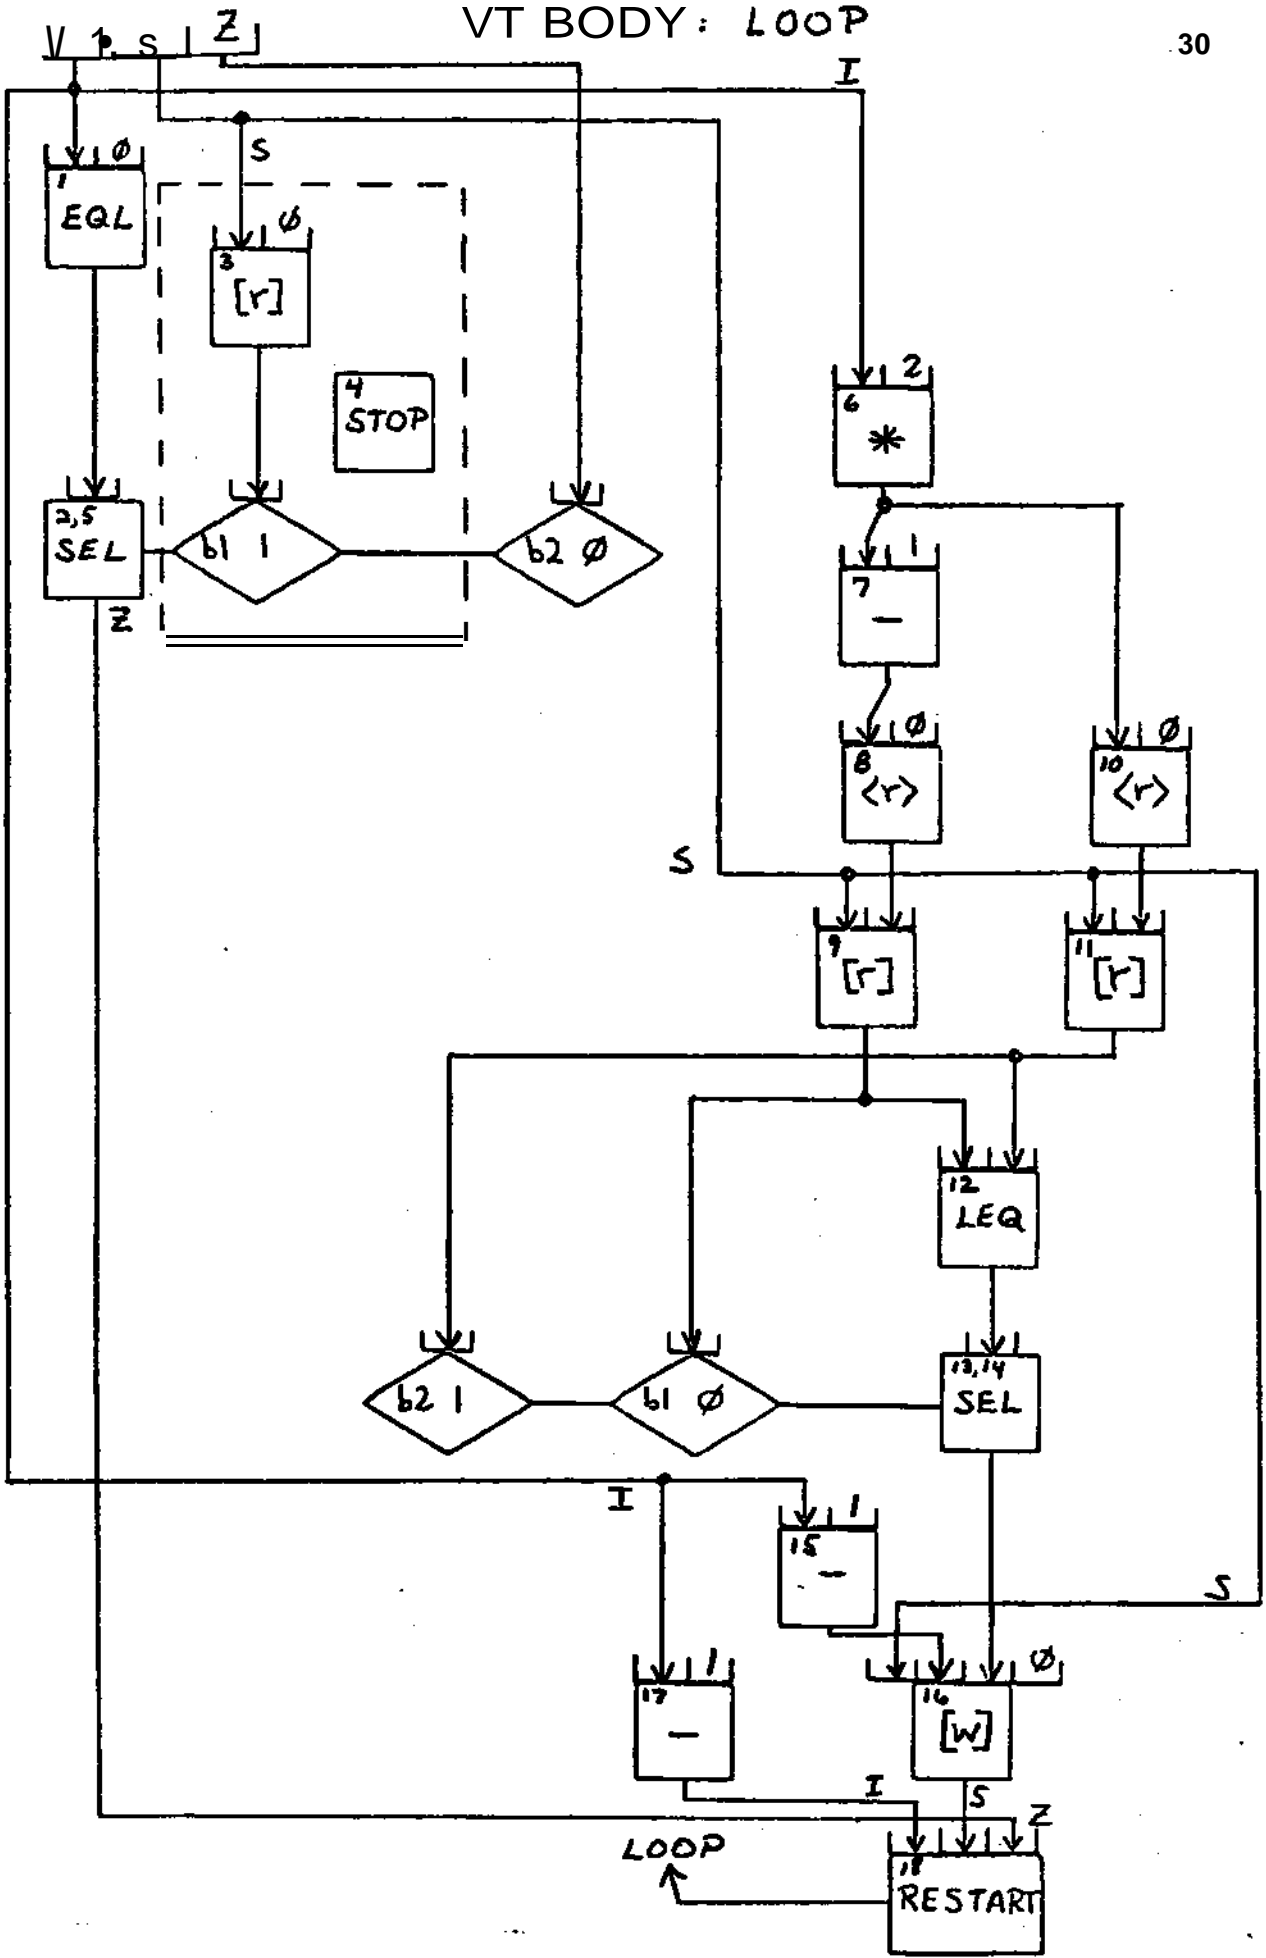 VT BODY: LOOP
30
V 1. S Z
I
S
Ø
1
EQL
Ø
3
[r]
4
STOP
2
6
*
2,5
SEL
b1 1
b2 Ø
Z
1
7
-
Ø
8
<r>
Ø
10
<r>
S
9
[r]
11
[r]
12
LEQ
b2 1
b1 Ø
13,14
SEL
I
1
15
-
S
1
17
-
Ø
16
[W]
I
S
Z
LOOP
18
RESTART